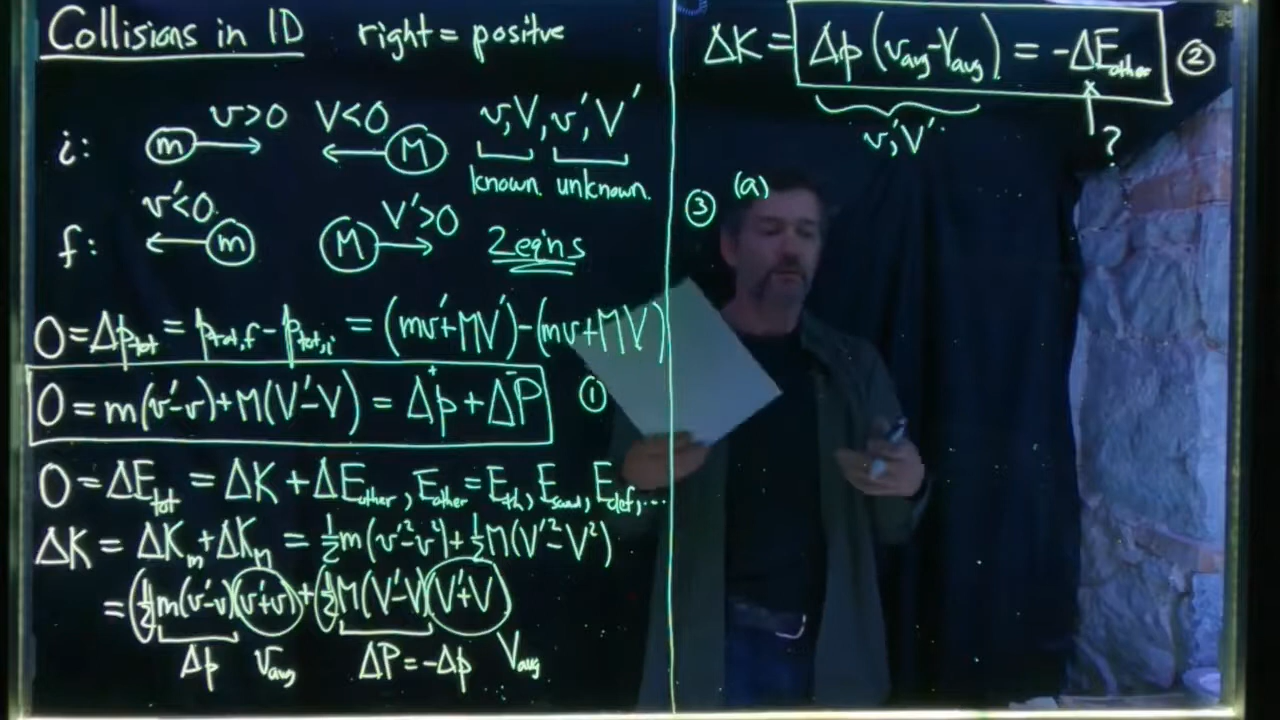 Collisions in 1D right = positve
i: m v>0 V<0 M v,V, v',V'
known unknown.
f: v'<0 m M V'>0 2 eqns
0 = Δp_tot = p_tot,f − p_tot,i = (mv'+MV') − (mv+MV)
0 = m(v'−v)+M(V'−V) = Δp + ΔP ①
0 = ΔE_tot = ΔK + ΔE_other, E_other = E_th, E_sound, E_def, ...
ΔK = ΔK_m + ΔK_M = ½m(v'²−v²) + ½M(V'²−V²)
= (½m(v'−v)(v'+v) + (½M(V'−V)(V'+V)
Δp v_avg ΔP = −Δp V_avg
ΔK = Δp (v_avg − V_avg) = −ΔE_other ②
v',V' ?
③ (a)